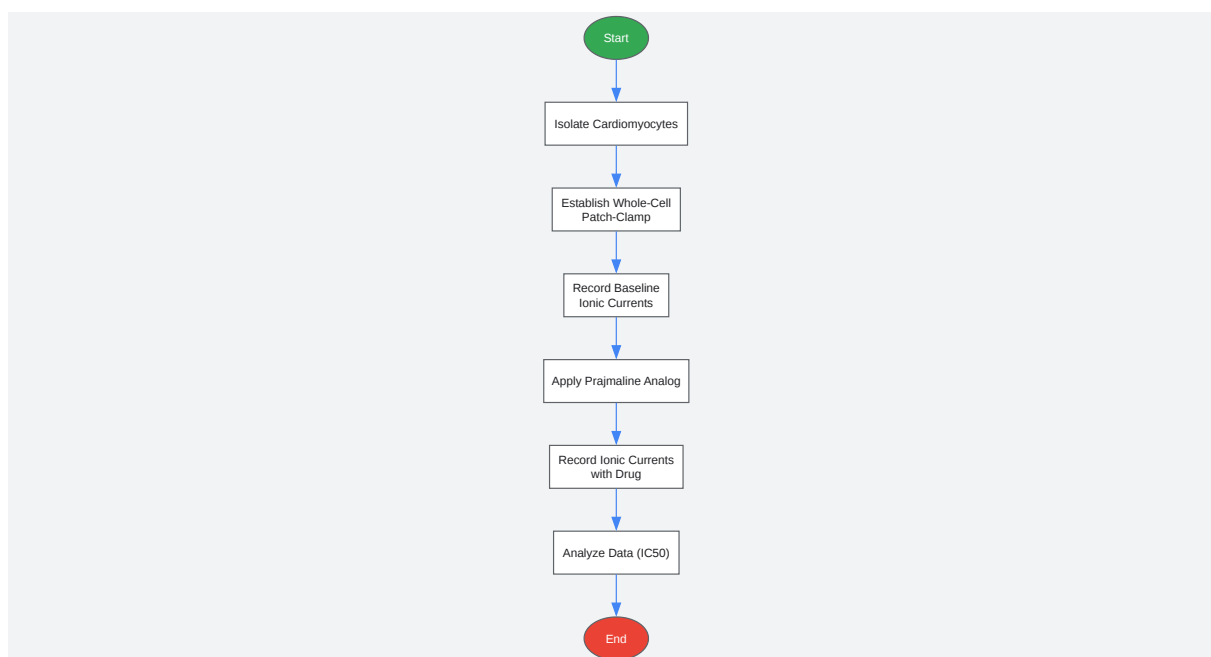 Start
Isolate Cardiomyocytes
Establish Whole-Cell
Patch-Clamp
Record Baseline
Ionic Currents
Apply Prajmaline Analog
Record Ionic Currents
with Drug
Analyze Data (IC50)
End